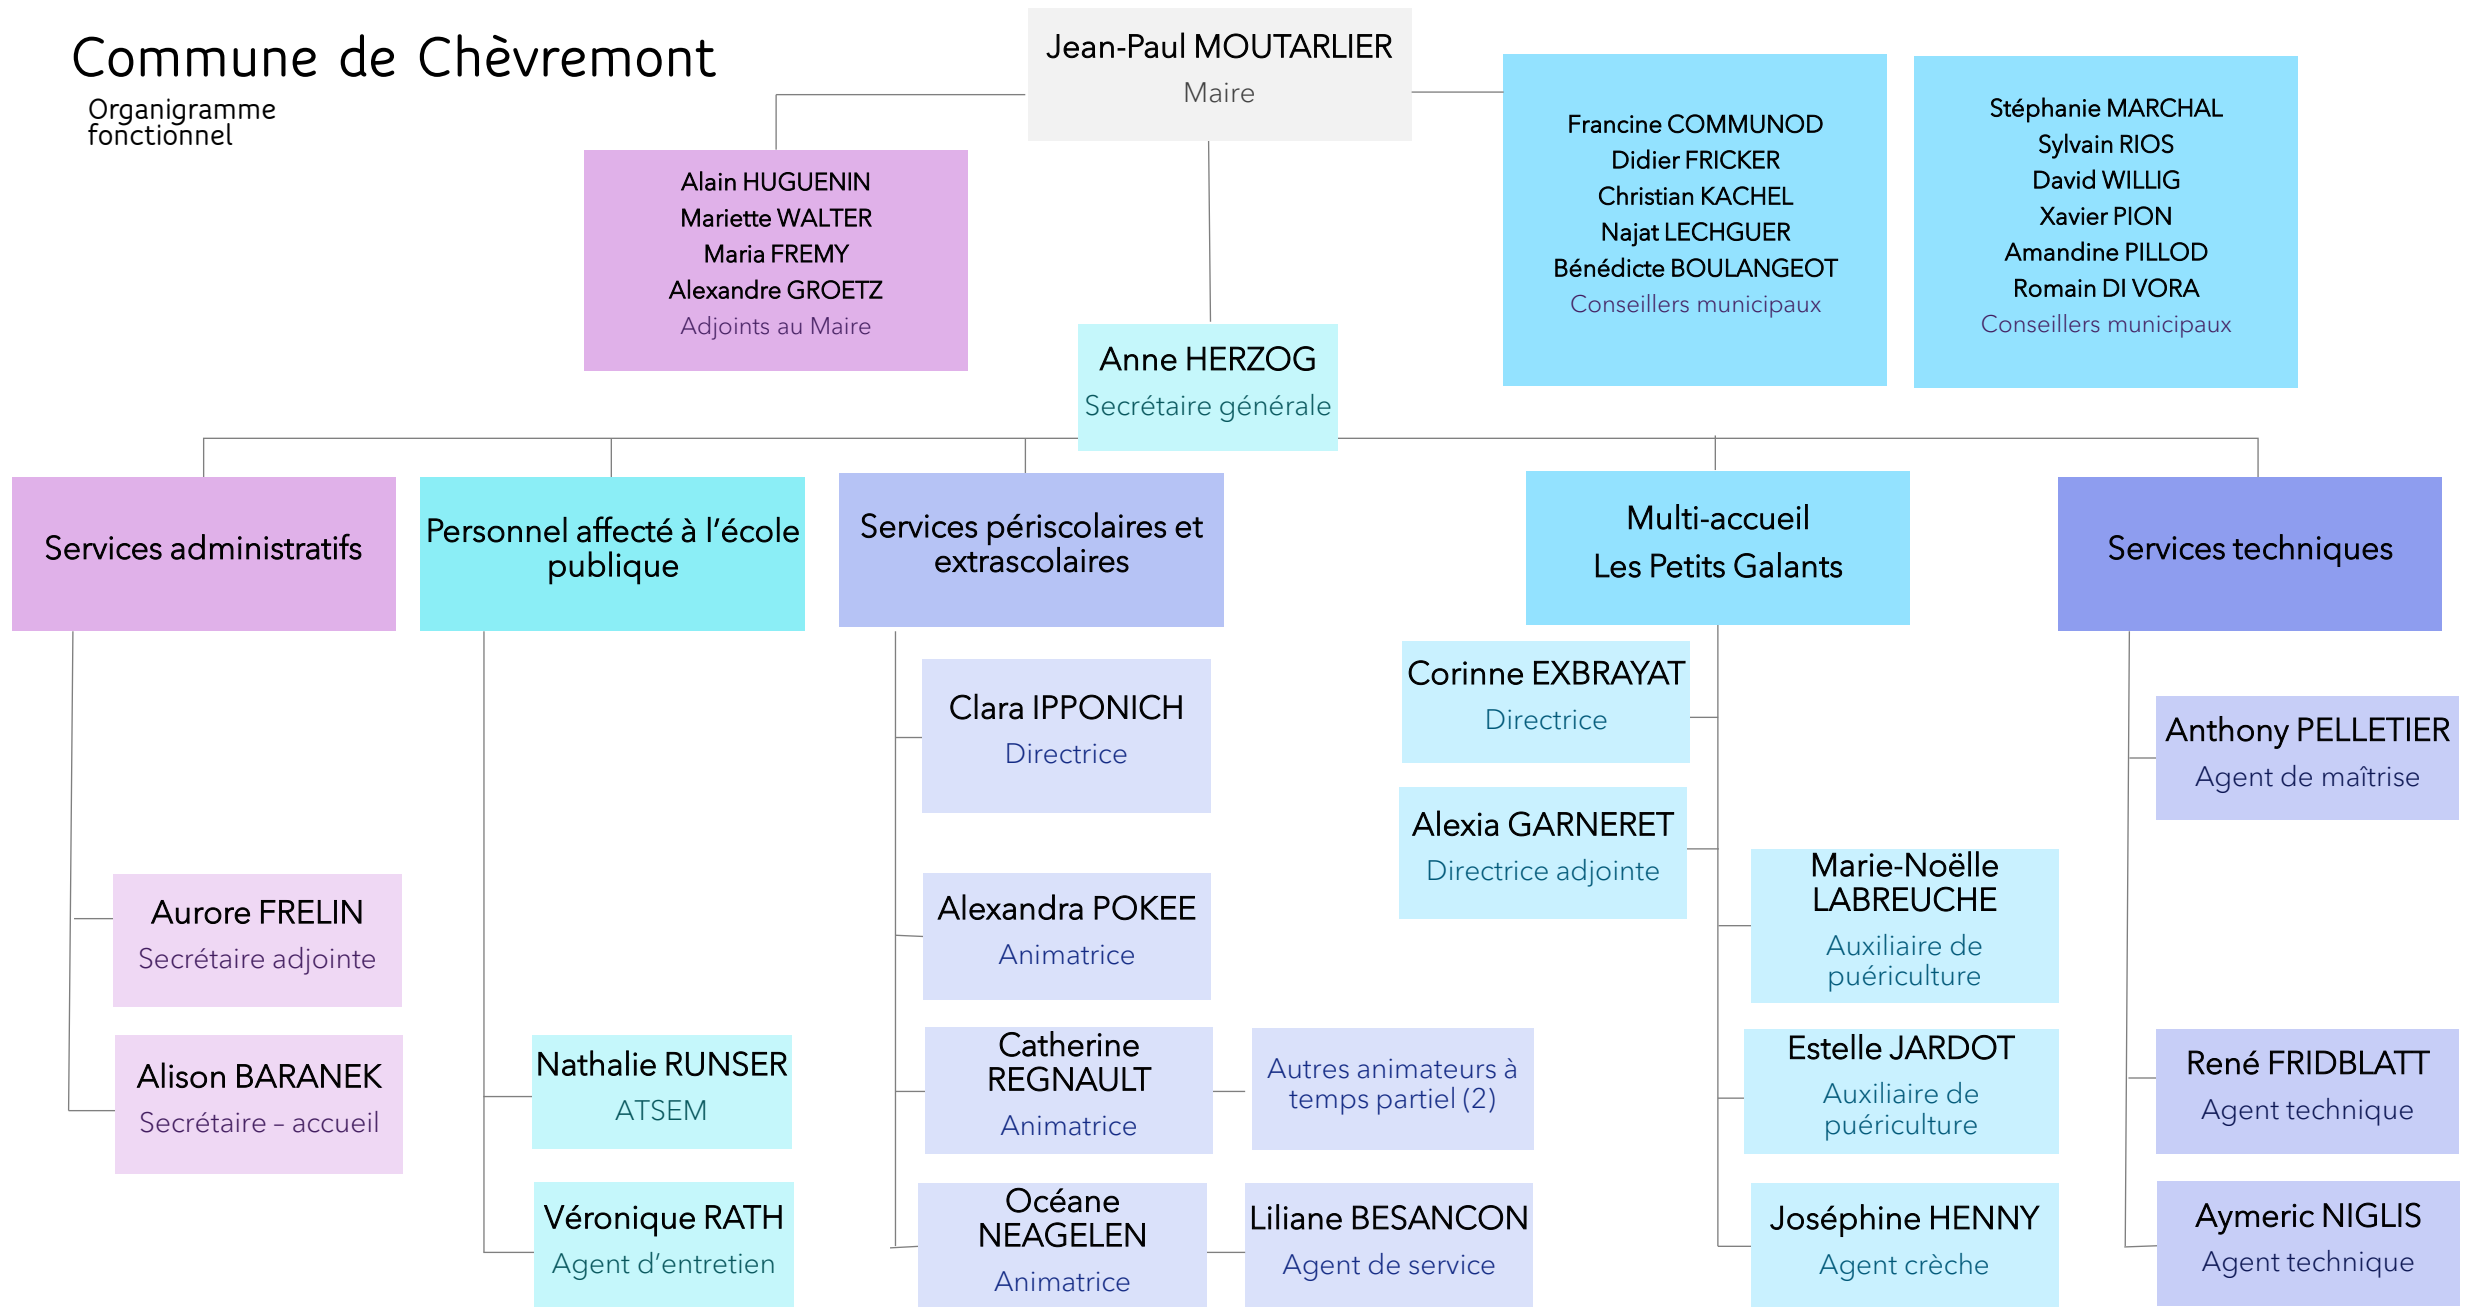 Commune de Chèvremont
Organigramme
fonctionnel
Jean-Paul MOUTARLIER
Maire
Alain HUGUENIN
Mariette WALTER
Maria FREMY
Alexandre GROETZ
Adjoints au Maire
Francine COMMUNOD
Didier FRICKER
Christian KACHEL
Najat LECHGUER
Bénédicte BOULANGEOT
Conseillers municipaux
Stéphanie MARCHAL
Sylvain RIOS
David WILLIG
Xavier PION
Amandine PILLOD
Romain DI VORA
Conseillers municipaux
Anne HERZOG
Secrétaire générale
Services administratifs
Aurore FRELIN
Secrétaire adjointe
Alison BARANEK
Secrétaire – accueil
Personnel affecté à l’école
publique
Nathalie RUNSER
ATSEM
Véronique RATH
Agent d’entretien
Services périscolaires et
extrascolaires
Clara IPPONICH
Directrice
Alexandra POKEE
Animatrice
Catherine
REGNAULT
Animatrice
Autres animateurs à
temps partiel (2)
Océane
NEAGELEN
Animatrice
Liliane BESANCON
Agent de service
Multi-accueil
Les Petits Galants
Corinne EXBRAYAT
Directrice
Alexia GARNERET
Directrice adjointe
Marie-Noëlle
LABREUCHE
Auxiliaire de
puériculture
Estelle JARDOT
Auxiliaire de
puériculture
Joséphine HENNY
Agent crèche
Services techniques
Anthony PELLETIER
Agent de maîtrise
René FRIDBLATT
Agent technique
Aymeric NIGLIS
Agent technique